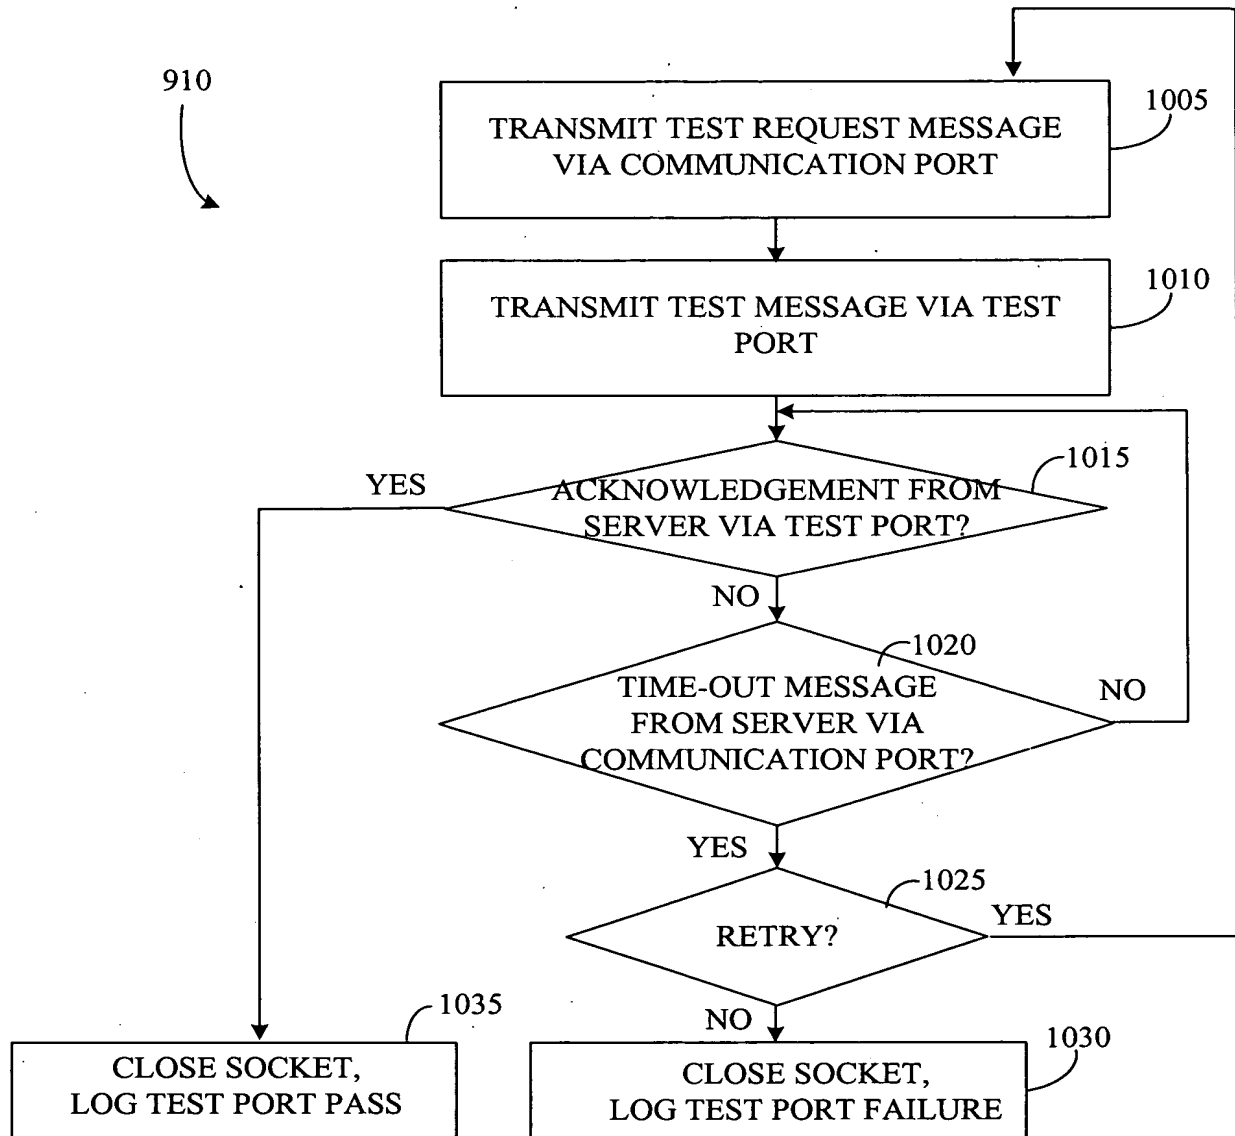 910
TRANSMIT TEST REQUEST MESSAGE
VIA COMMUNICATION PORT
1005
TRANSMIT TEST MESSAGE VIA TEST
PORT
1010
YES
ACKNOWLEDGEMENT FROM
SERVER VIA TEST PORT?
1015
NO
1020
TIME-OUT MESSAGE
FROM SERVER VIA
COMMUNICATION PORT?
NO
YES
1025
RETRY?
YES
NO
1035
CLOSE SOCKET,
LOG TEST PORT PASS
1030
CLOSE SOCKET,
LOG TEST PORT FAILURE